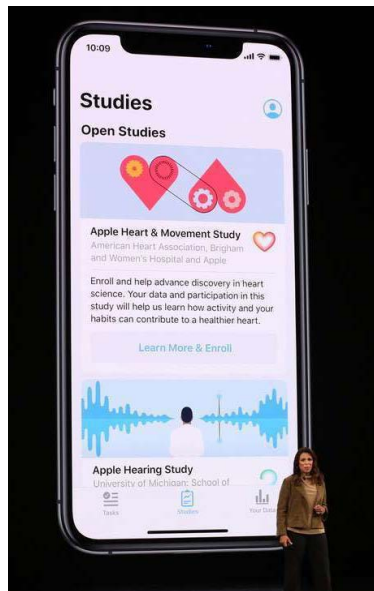 10:09
Studies
Open Studies
Apple Heart & Movement Study
American Heart Association, Brigham
and Women's Hospital and Apple
Enroll and help advance discovery in heart
science. Your data and participation in this
study will help us learn how activity and your
habits can contribute to a healthier heart.
Learn More & Enroll
Apple Hearing Study
University of Michigan: School of
Tasks
Studies
Your Data